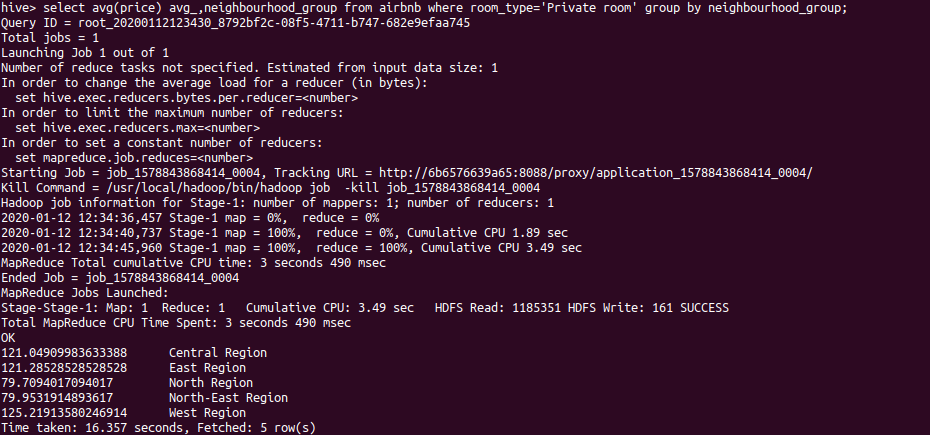 hive> select avg(price) avg_,neighbourhood_group from airbnb where room_type='Private room' group by neighbourhood_group;
Query ID = root_20200112123430_8792bf2c-08f5-4711-b747-682e9efaa745
Total jobs = 1
Launching Job 1 out of 1
Number of reduce tasks not specified. Estimated from input data size: 1
In order to change the average load for a reducer (in bytes):
  set hive.exec.reducers.bytes.per.reducer=<number>
In order to limit the maximum number of reducers:
  set hive.exec.reducers.max=<number>
In order to set a constant number of reducers:
  set mapreduce.job.reduces=<number>
Starting Job = job_1578843868414_0004, Tracking URL = http://6b6576639a65:8088/proxy/application_1578843868414_0004/
Kill Command = /usr/local/hadoop/bin/hadoop job  -kill job_1578843868414_0004
Hadoop job information for Stage-1: number of mappers: 1; number of reducers: 1
2020-01-12 12:34:36,457 Stage-1 map = 0%,  reduce = 0%
2020-01-12 12:34:40,737 Stage-1 map = 100%,  reduce = 0%, Cumulative CPU 1.89 sec
2020-01-12 12:34:45,960 Stage-1 map = 100%,  reduce = 100%, Cumulative CPU 3.49 sec
MapReduce Total cumulative CPU time: 3 seconds 490 msec
Ended Job = job_1578843868414_0004
MapReduce Jobs Launched:
Stage-Stage-1: Map: 1  Reduce: 1   Cumulative CPU: 3.49 sec   HDFS Read: 1185351 HDFS Write: 161 SUCCESS
Total MapReduce CPU Time Spent: 3 seconds 490 msec
OK
121.04909983633388	Central Region
121.28528528528528	East Region
79.7094017094017	North Region
79.9531914893617	North-East Region
125.21913580246914	West Region
Time taken: 16.357 seconds, Fetched: 5 row(s)